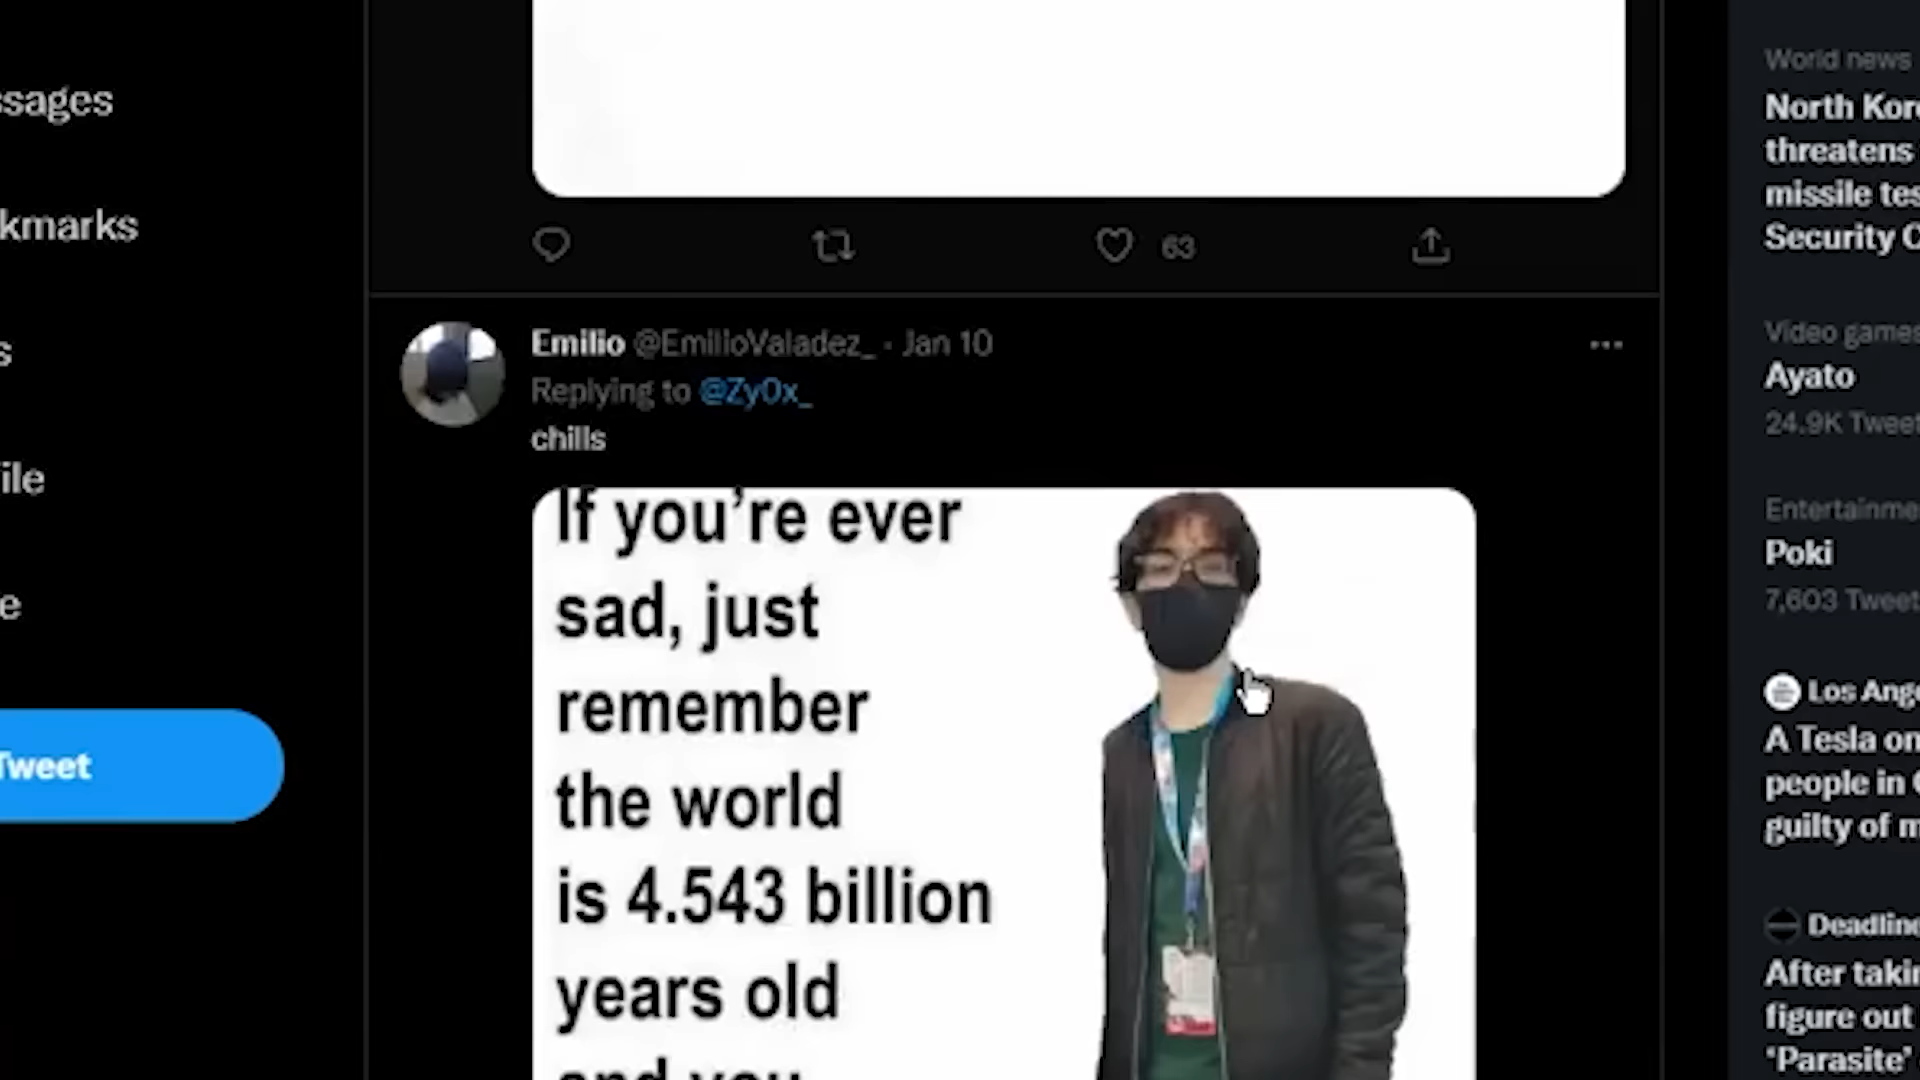 ssages
kmarks
s
ile
e
Tweet
63
Emilio @EmilioValadez_ · Jan 10
Replying to @Zy0x_
chills
If you're ever
sad, just
remember
the world
is 4.543 billion
years old
and you
World news
North Kore
threatens
missile tes
Security C
Video games
Ayato
24.9K Tweet
Entertainme
Poki
7,603 Tweet
Los Ange
A Tesla on
people in
guilty of m
Deadline
After takin
figure out
'Parasite'